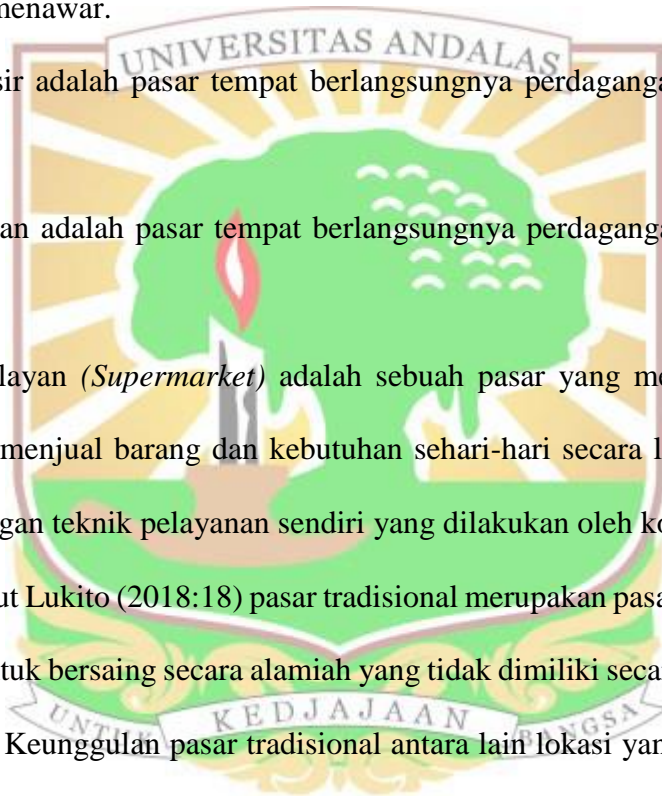 menawar.
UNIVERSITAS ANDALAS
sir adalah pasar tempat berlangsungnya perdaganga
an adalah pasar tempat berlangsungnya perdaganga
layan (Supermarket) adalah sebuah pasar yang me
menjual barang dan kebutuhan sehari-hari secara l
gan teknik pelayanan sendiri yang dilakukan oleh ko
ut Lukito (2018:18) pasar tradisional merupakan pasa
tuk bersaing secara alamiah yang tidak dimiliki seca
UNTUK KEDJAJAAN BANGSA
Keunggulan pasar tradisional antara lain lokasi yan